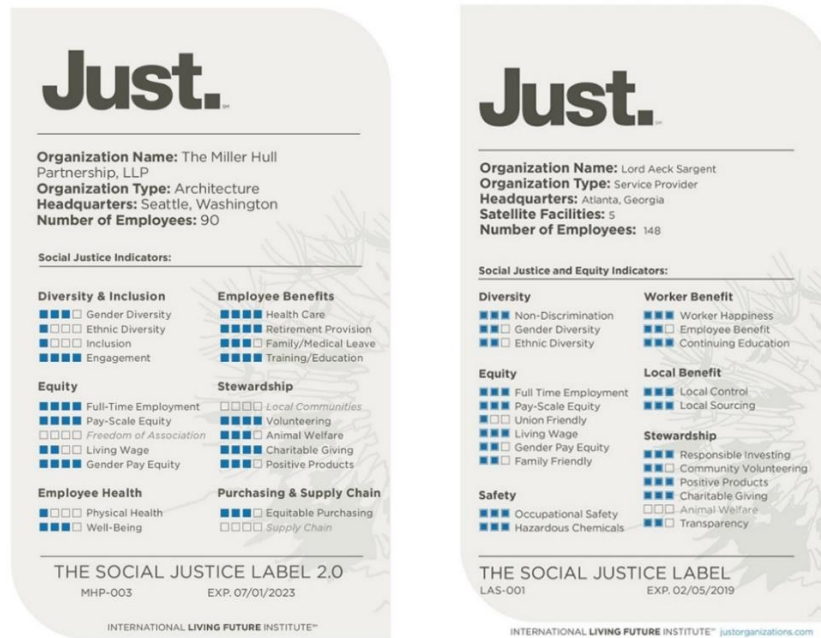 Just.
Organization Name: The Miller Hull
Partnership, LLP
Organization Type: Architecture
Headquarters: Seattle, Washington
Number of Employees: 90
Social Justice Indicators:
Diversity & Inclusion
Gender Diversity
Ethnic Diversity
Inclusion
Engagement
Equity
Full-Time Employment
Pay-Scale Equity
Freedom of Association
Living Wage
Gender Pay Equity
Employee Health
Physical Health
Well-Being
Employee Benefits
Health Care
Retirement Provision
Family/Medical Leave
Training/Education
Stewardship
Local Communities
Volunteering
Animal Welfare
Charitable Giving
Positive Products
Purchasing & Supply Chain
Equitable Purchasing
Supply Chain
THE SOCIAL JUSTICE LABEL 2.0
MHP-003 EXP. 07/01/2023
INTERNATIONAL LIVING FUTURE INSTITUTE™
Just.
Organization Name: Lord Aeck Sargent
Organization Type: Service Provider
Headquarters: Atlanta, Georgia
Satellite Facilities: 5
Number of Employees: 148
Social Justice and Equity Indicators:
Diversity
Non-Discrimination
Gender Diversity
Ethnic Diversity
Equity
Full Time Employment
Pay-Scale Equity
Union Friendly
Living Wage
Gender Pay Equity
Family Friendly
Safety
Occupational Safety
Hazardous Chemicals
Worker Benefit
Worker Happiness
Employee Benefit
Continuing Education
Local Benefit
Local Control
Local Sourcing
Stewardship
Responsible Investing
Community Volunteering
Positive Products
Charitable Giving
Animal Welfare
Transparency
THE SOCIAL JUSTICE LABEL
LAS-001 EXP. 02/05/2019
INTERNATIONAL LIVING FUTURE INSTITUTE™ justorganizations.com